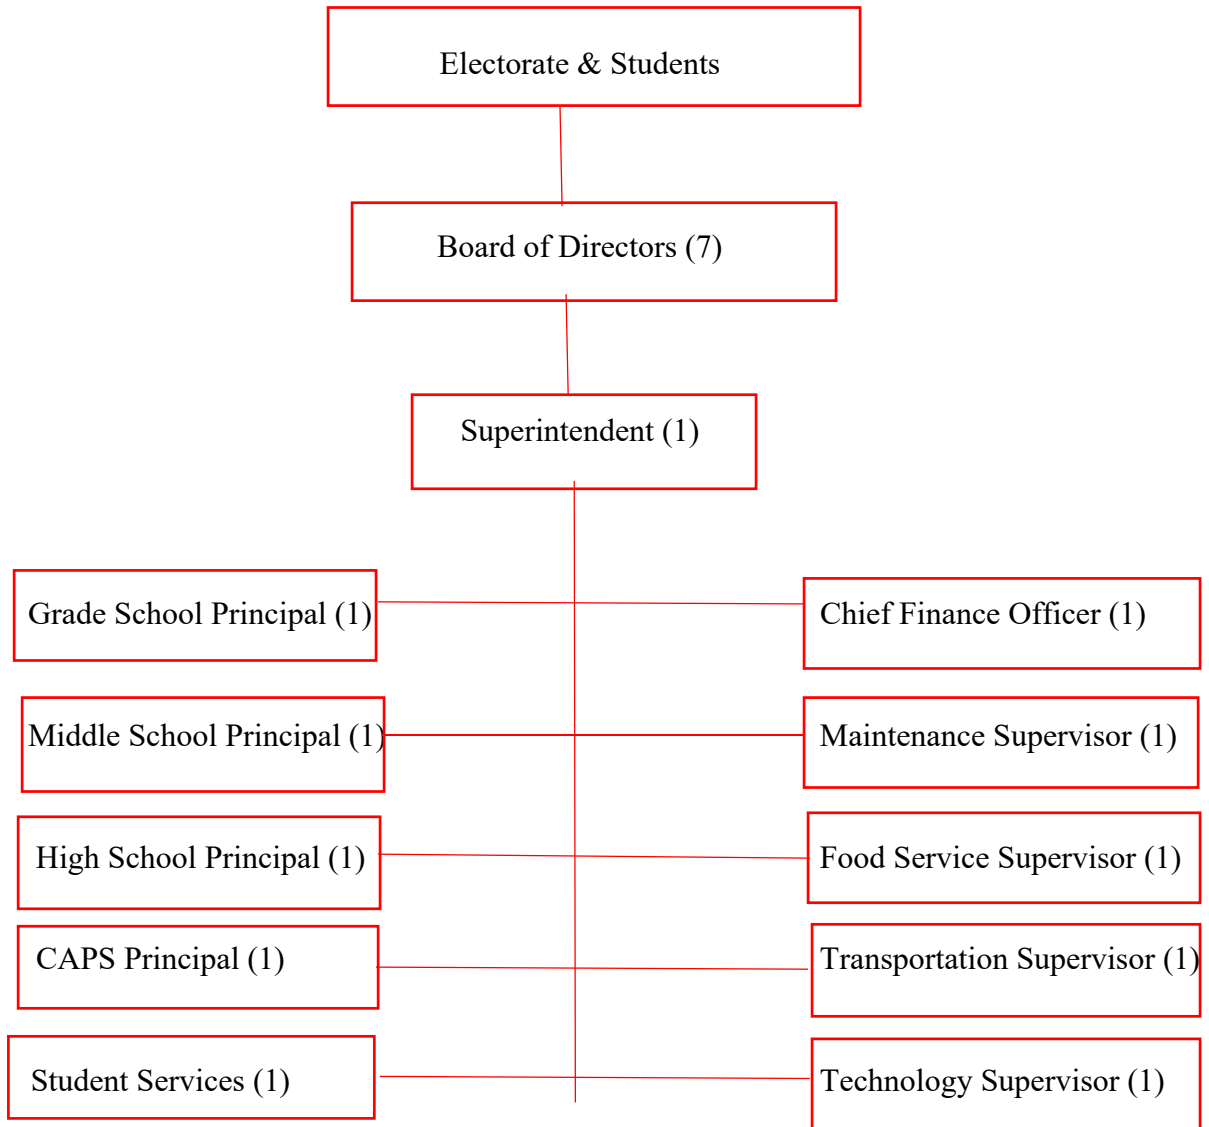 Electorate & Students
Board of Directors (7)
Superintendent (1)
Grade School Principal (1)
Chief Finance Officer (1)
Middle School Principal (1)
Maintenance Supervisor (1)
High School Principal (1)
Food Service Supervisor (1)
CAPS Principal (1)
Transportation Supervisor (1)
Student Services (1)
Technology Supervisor (1)